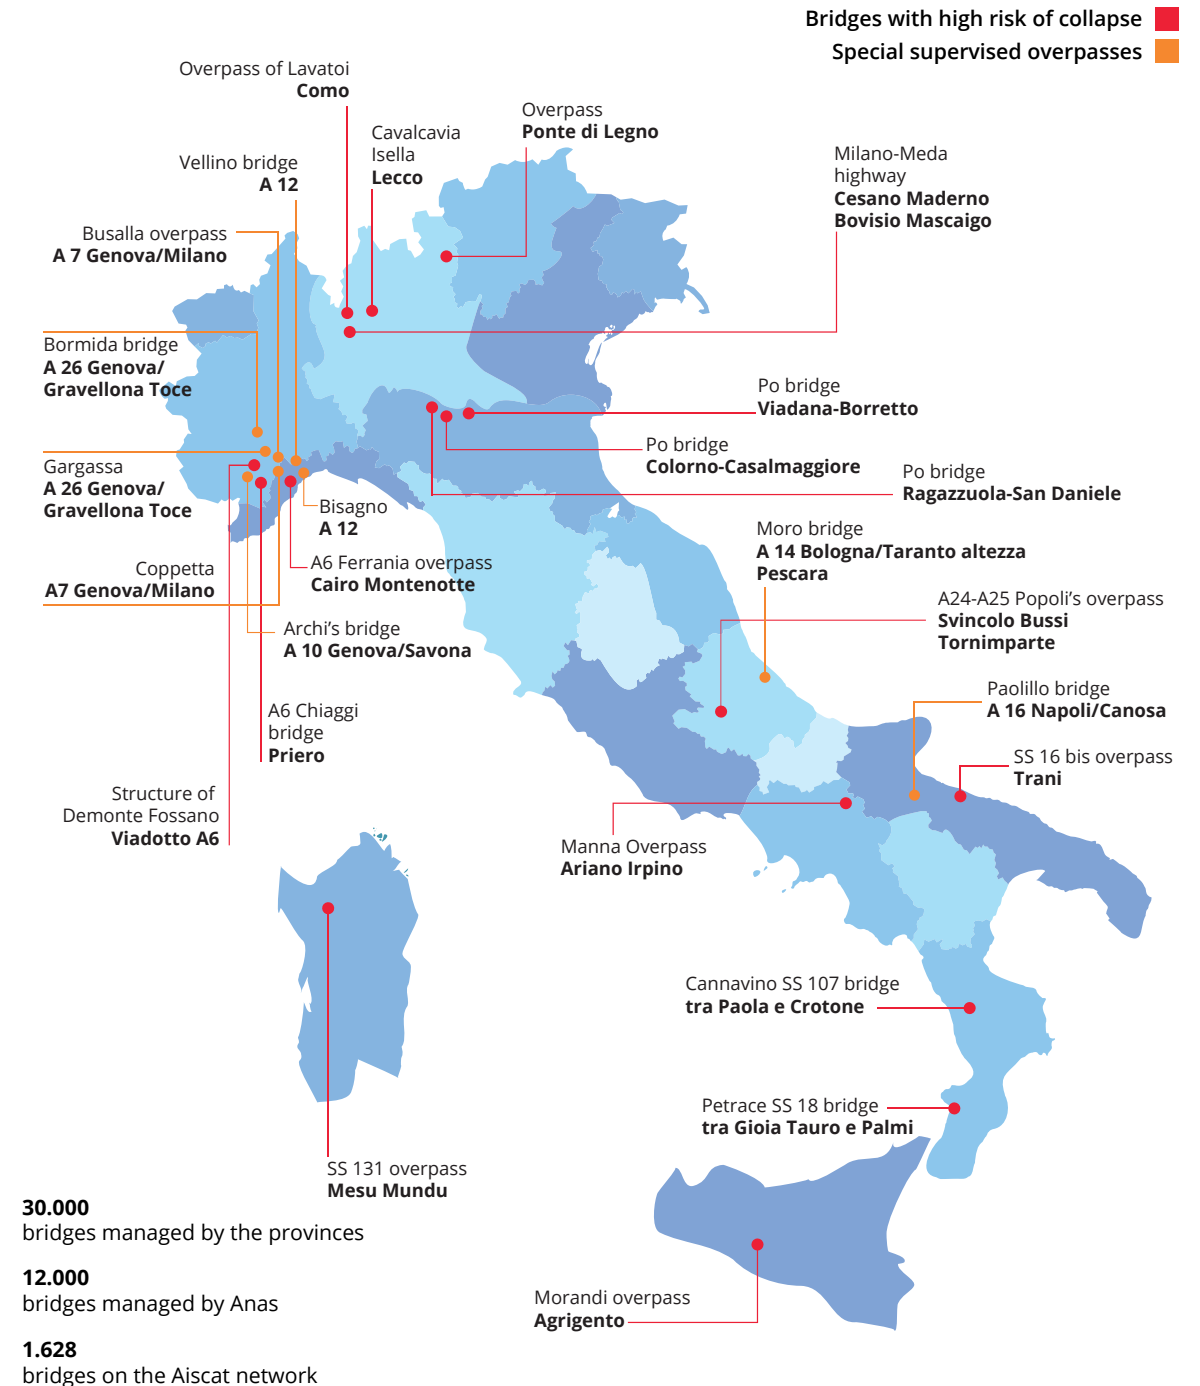 Bridges with high risk of collapse
Special supervised overpasses
Overpass of Lavatoi
Como
Cavalcavia
Isella
Lecco
Overpass
Ponte di Legno
Milano-Meda
highway
Cesano Maderno
Bovisio Mascaigo
Vellino bridge
A 12
Busalla overpass
A 7 Genova/Milano
Bormida bridge
A 26 Genova/
Gravellona Toce
Po bridge
Viadana-Borretto
Po bridge
Colorno-Casalmaggiore
Po bridge
Ragazzuola-San Daniele
Gargassa
A 26 Genova/
Gravellona Toce
Bisagno
A 12
Moro bridge
A 14 Bologna/Taranto altezza
Pescara
A6 Ferrania overpass
Cairo Montenotte
Coppetta
A7 Genova/Milano
A24-A25 Popoli’s overpass
Svincolo Bussi
Tornimparte
Archi’s bridge
A 10 Genova/Savona
Paolillo bridge
A 16 Napoli/Canosa
A6 Chiaggi
bridge
Priero
SS 16 bis overpass
Trani
Structure of
Demonte Fossano
Viadotto A6
Manna Overpass
Ariano Irpino
Cannavino SS 107 bridge
tra Paola e Crotone
Petrace SS 18 bridge
tra Gioia Tauro e Palmi
SS 131 overpass
Mesu Mundu
Morandi overpass
Agrigento
30.000
bridges managed by the provinces
12.000
bridges managed by Anas
1.628
bridges on the Aiscat network